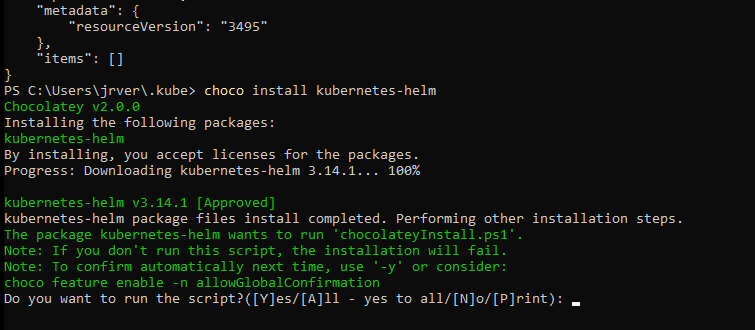 "metadata": {
"resourceVersion": "3495"
},
"items": []
}
PS C:\Users\jrver\.kube> choco install kubernetes-helm
Chocolatey v2.0.0
Installing the following packages:
kubernetes-helm
By installing, you accept licenses for the packages.
Progress: Downloading kubernetes-helm 3.14.1... 100%

kubernetes-helm v3.14.1 [Approved]
kubernetes-helm package files install completed. Performing other installation steps.
The package kubernetes-helm wants to run 'chocolateyInstall.ps1'.
Note: If you don't run this script, the installation will fail.
Note: To confirm automatically next time, use '-y' or consider:
choco feature enable -n allowGlobalConfirmation
Do you want to run the script?([Y]es/[A]ll - yes to all/[N]o/[P]rint):